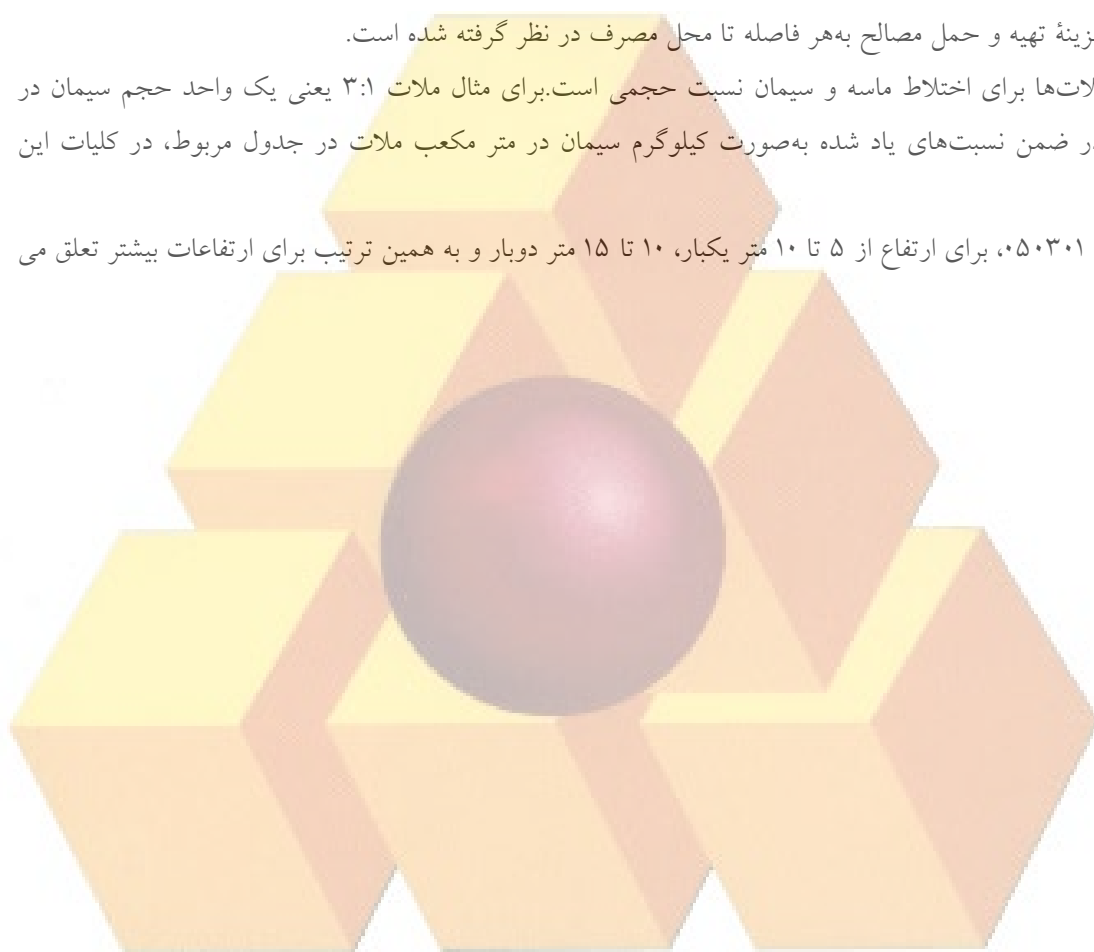 زینهٔ تهیه و حمل مصالح به‌هر فاصله تا محل مصرف در نظر گرفته شده است.
لات‌ها برای اختلاط ماسه و سیمان نسبت حجمی است.برای مثال ملات ۳:۱ یعنی یک واحد حجم سیمان در
ر ضمن نسبت‌های یاد شده به‌صورت کیلوگرم سیمان در متر مکعب ملات در جدول مربوط، در کلیات این
۰۵۰۳۰۱، برای ارتفاع از ۵ تا ۱۰ متر یکبار، ۱۰ تا ۱۵ متر دوبار و به همین ترتیب برای ارتفاعات بیشتر تعلق می